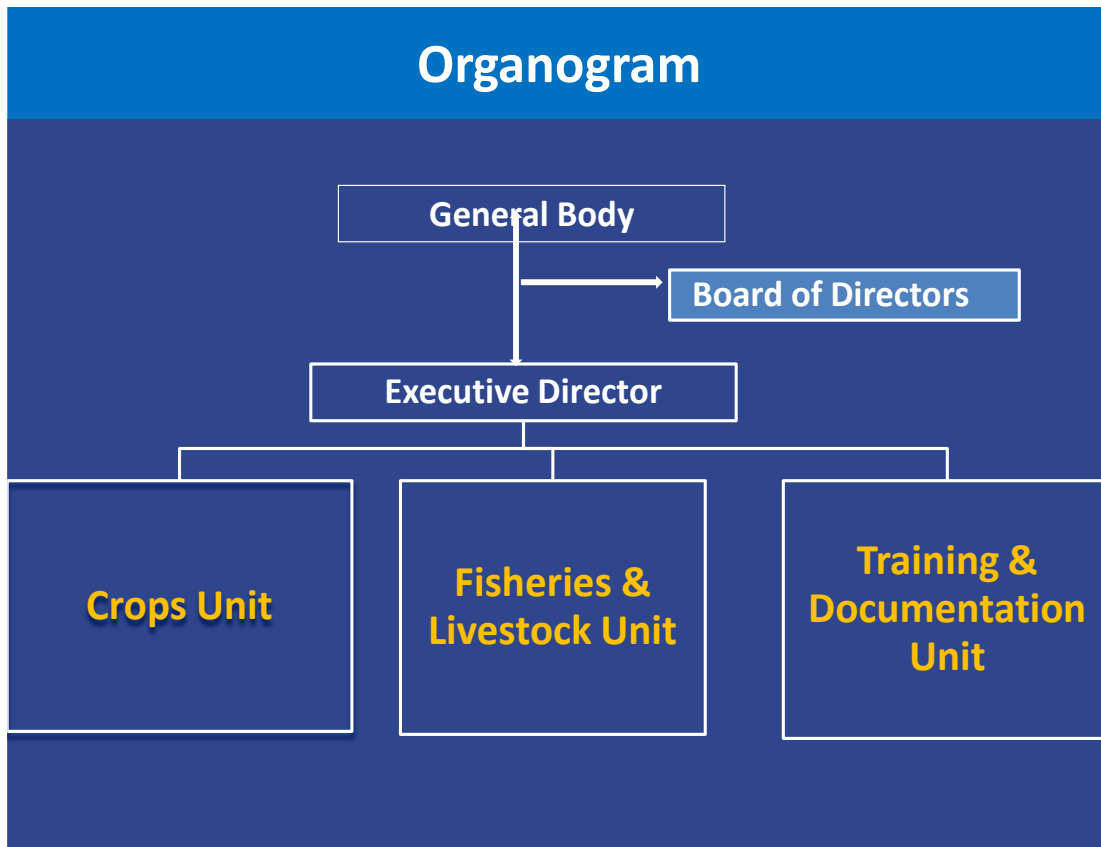 Organogram
General Body
Board of Directors
Executive Director
Crops Unit
Fisheries &
Livestock Unit
Training &
Documentation
Unit